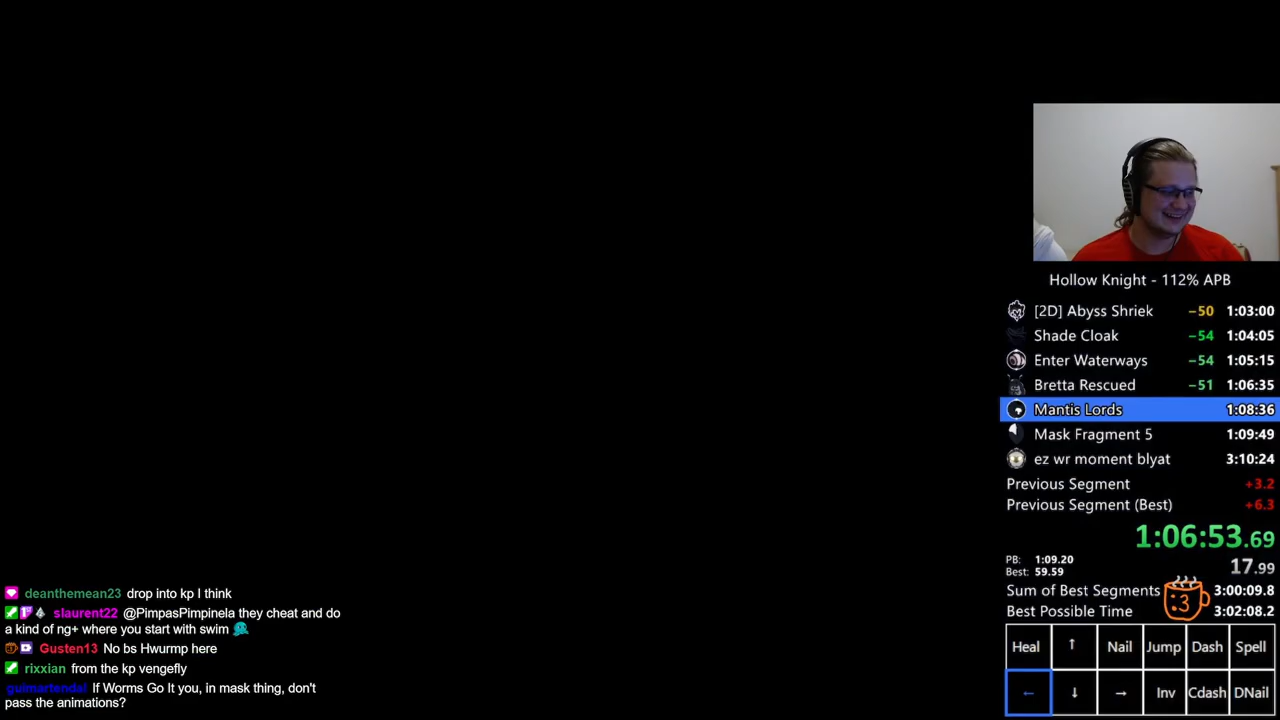 Hollow Knight - 112% APB
[2D] Abyss Shriek −50 1:03:00
Shade Cloak −54 1:04:05
Enter Waterways −54 1:05:15
Bretta Rescued −51 1:06:35
Mantis Lords 1:08:36
Mask Fragment 5 1:09:49
ez wr moment blyat 3:10:24
Previous Segment +3.2
Previous Segment (Best) +6.3
1:06:53.69
PB: 1:09.20
Best: 59.59
17.99
Sum of Best Segments 3:00:09.8
Best Possible Time 3:02:08.2
Heal ↑ Nail Jump Dash Spell
← ↓ → Inv Cdash DNail
deanthemean23 drop into kp I think
slaurent22 @PimpasPimpinela they cheat and do
a kind of ng+ where you start with swim
Gusten13 No bs Hwurmp here
rixxian from the kp vengefly
If Worms Go It you, in mask thing, don't
pass the animations?